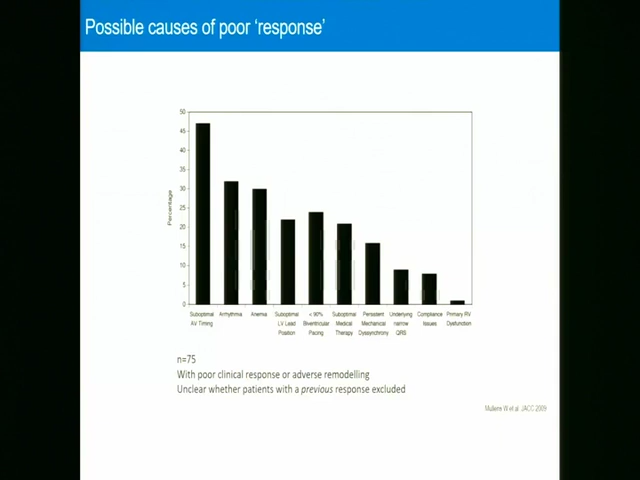 Possible causes of poor ‘response’
50
45
40
35
30
25
20
15
10
5
0
Percentage
Suboptimal AV Timing
Arrhythmia
Anemia
Suboptimal LV Lead Position
< 90% Biventricular Pacing
Suboptimal Medical Therapy
Persistent Mechanical Dyssynchrony
Underlying narrow QRS
Compliance Issues
Primary RV Dysfunction
n=75
With poor clinical response or adverse remodelling
Unclear whether patients with a previous response excluded
Mullens W et al JACC 2009